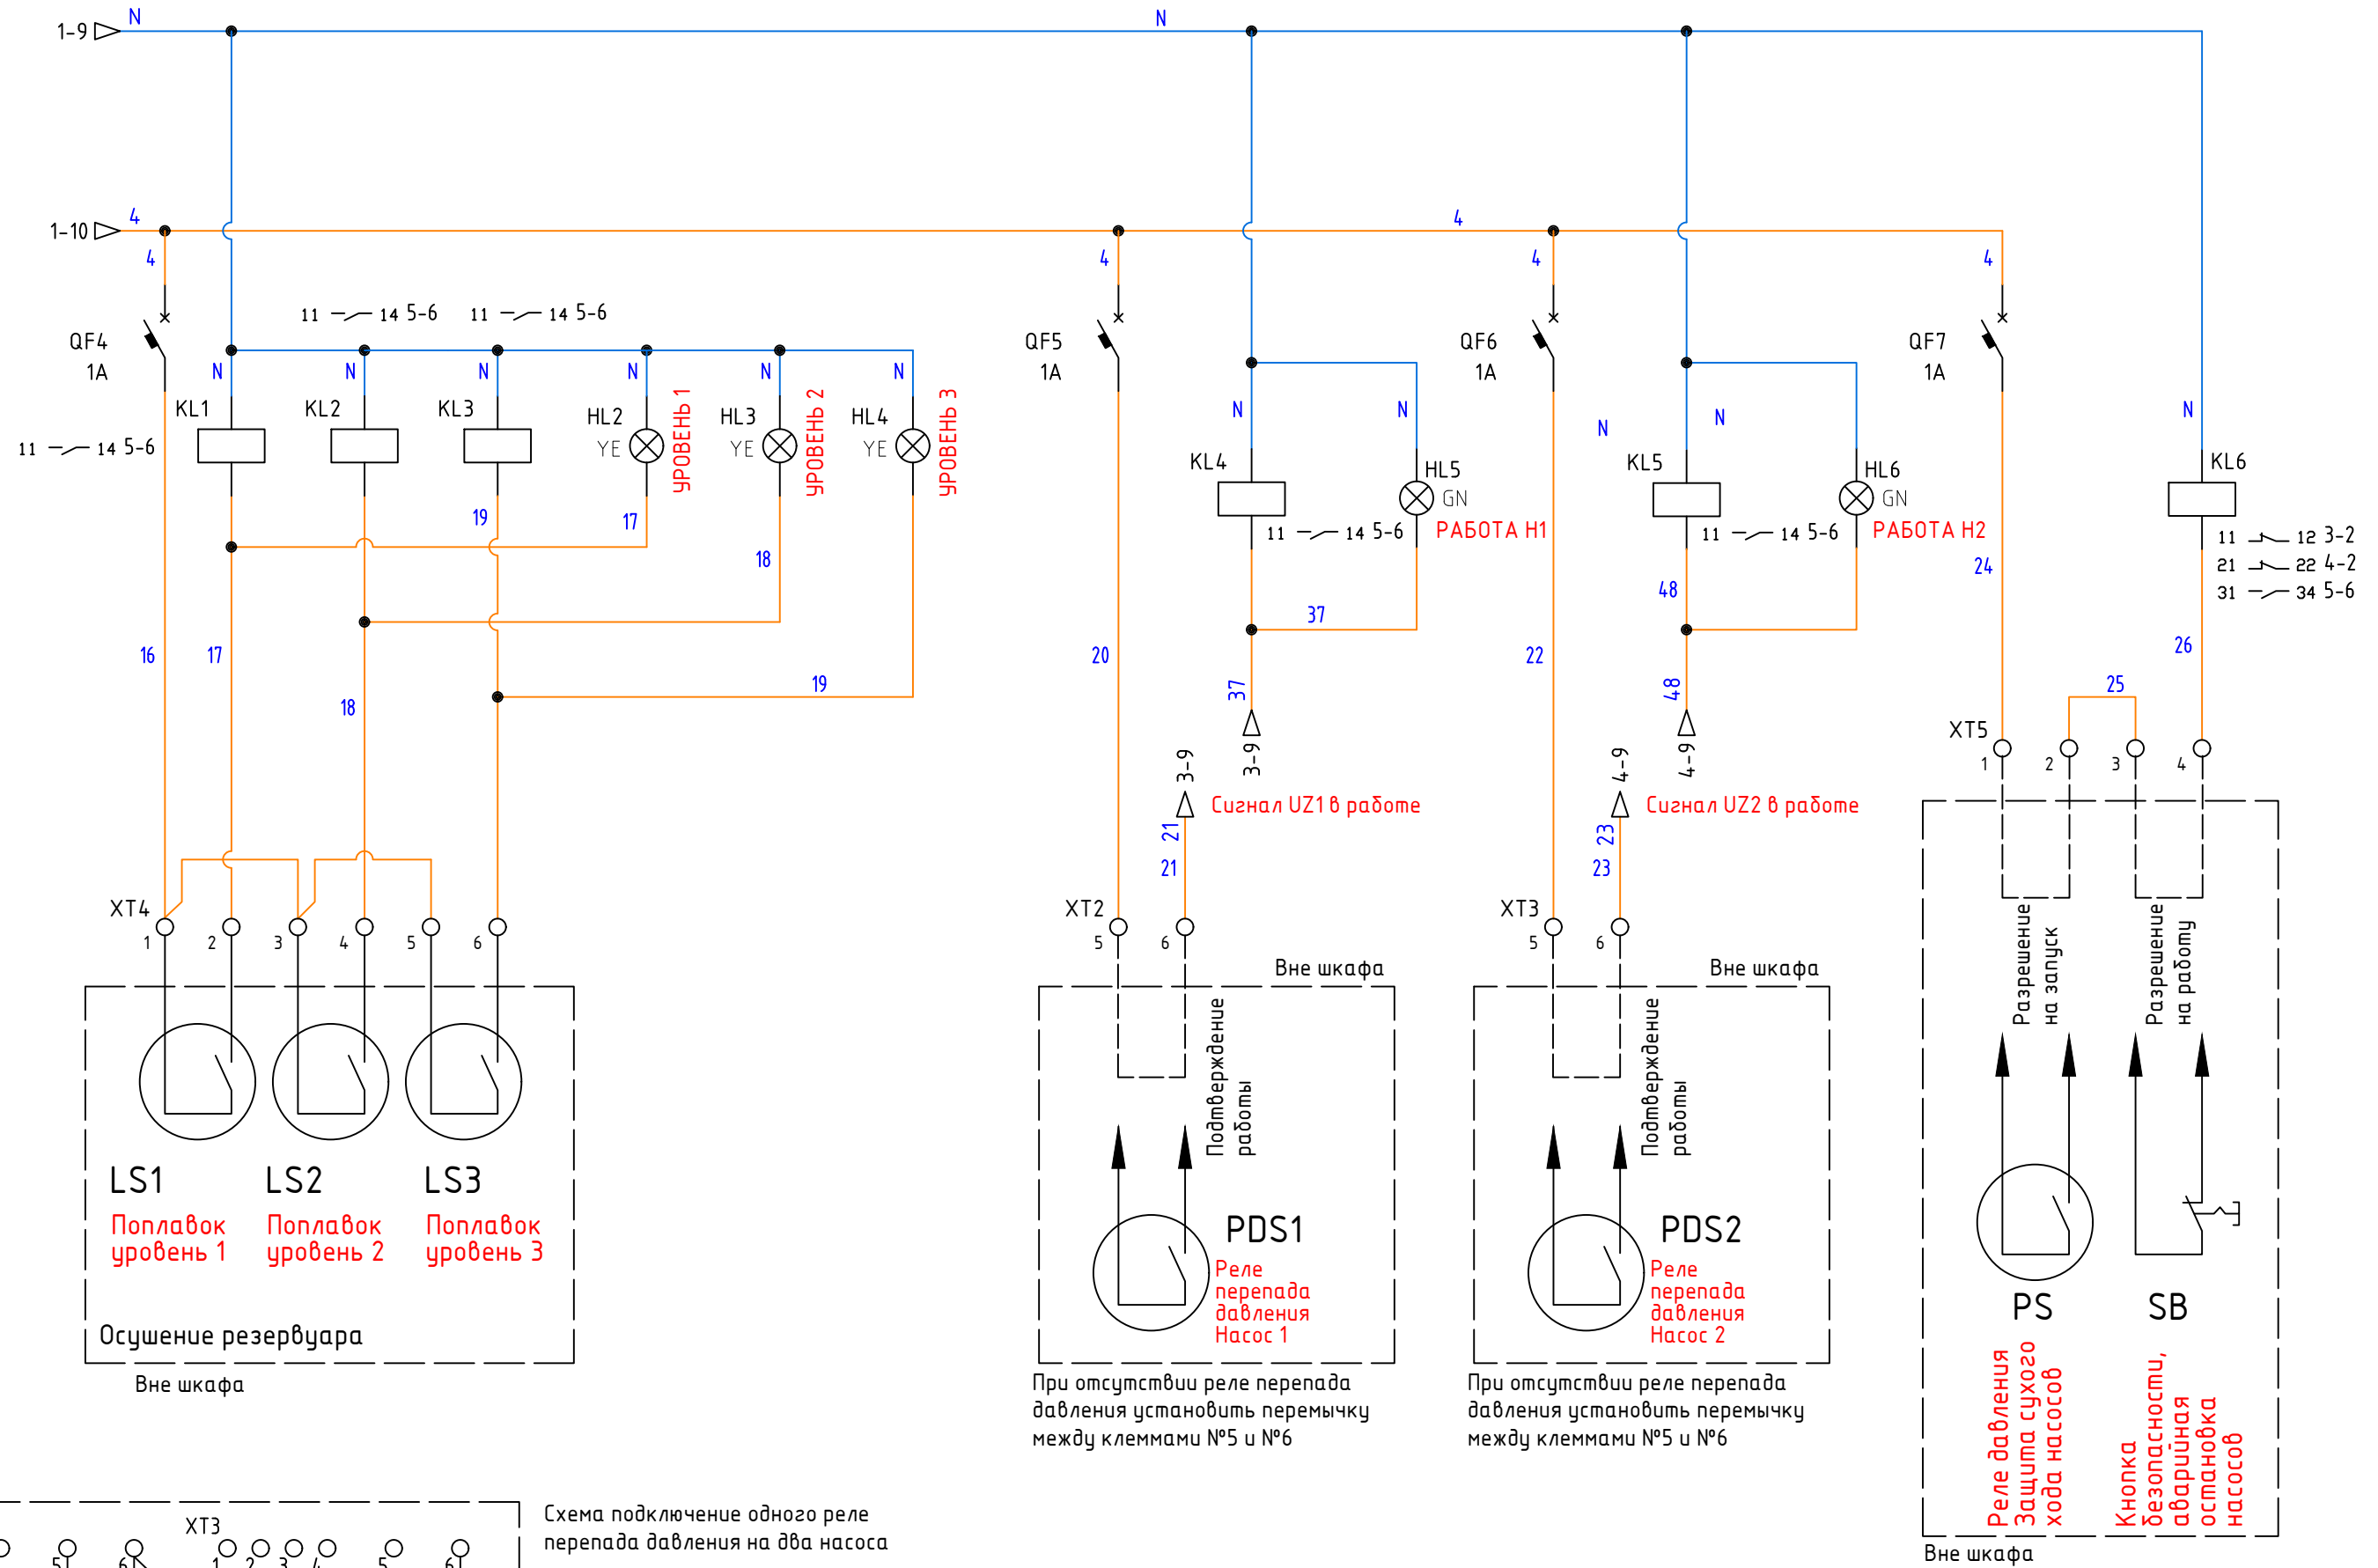 N
N
1-9
4
4
1-10
4
4
4
4
11 14 5-6
11 14 5-6
QF4
1A
QF5
1A
QF6
1A
QF7
1A
N
N
N
N
N
N
KL1
KL2
KL3
HL2
YE
УРОВЕНЬ 1
HL3
YE
УРОВЕНЬ 2
HL4
YE
УРОВЕНЬ 3
11 14 5-6
N
N
N
N
N
KL4
HL5
GN
KL5
HL6
GN
KL6
11 14 5-6
РАБОТА Н1
11 14 5-6
РАБОТА Н2
11 12 3-2
21 22 4-2
31 34 5-6
19
17
18
24
48
37
16
17
20
22
26
19
18
37
48
25
XT5
1
2
3
4
3-9
3-9
4-9
4-9
Сигнал UZ1 в работе
Сигнал UZ2 в работе
21
21
23
23
XT4
1
2
3
4
5
6
XT2
5
6
XT3
5
6
Вне шкафа
Вне шкафа
Разрешение
на запуск
Разрешение
на работу
Подтверждение
работы
Подтверждение
работы
LS1
LS2
LS3
Поплавок
уровень 1
Поплавок
уровень 2
Поплавок
уровень 3
Осушение резервуара
Вне шкафа
PDS1
Реле
перепада
давления
Насос 1
PDS2
Реле
перепада
давления
Насос 2
PS
SB
Реле давления
Защита сухого
хода насосов
Кнопка
безопасности,
аварийная
остановка
насосов
При отсутствии реле перепада
давления установить перемычку
между клеммами №5 и №6
При отсутствии реле перепада
давления установить перемычку
между клеммами №5 и №6
Вне шкафа
Схема подключение одного реле
перепада давления на два насоса
XT3
5
6
1
2
3
4
5
6